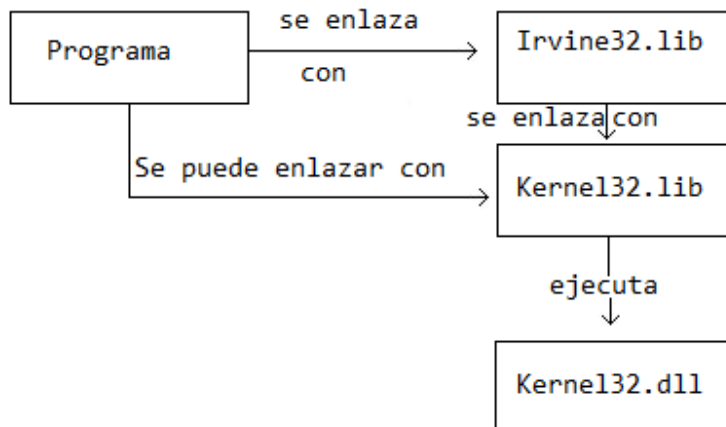 Programa
se enlaza
con
Irvine32.lib
se enlaza con
Se puede enlazar con
Kernel32.lib
ejecuta
Kernel32.dll